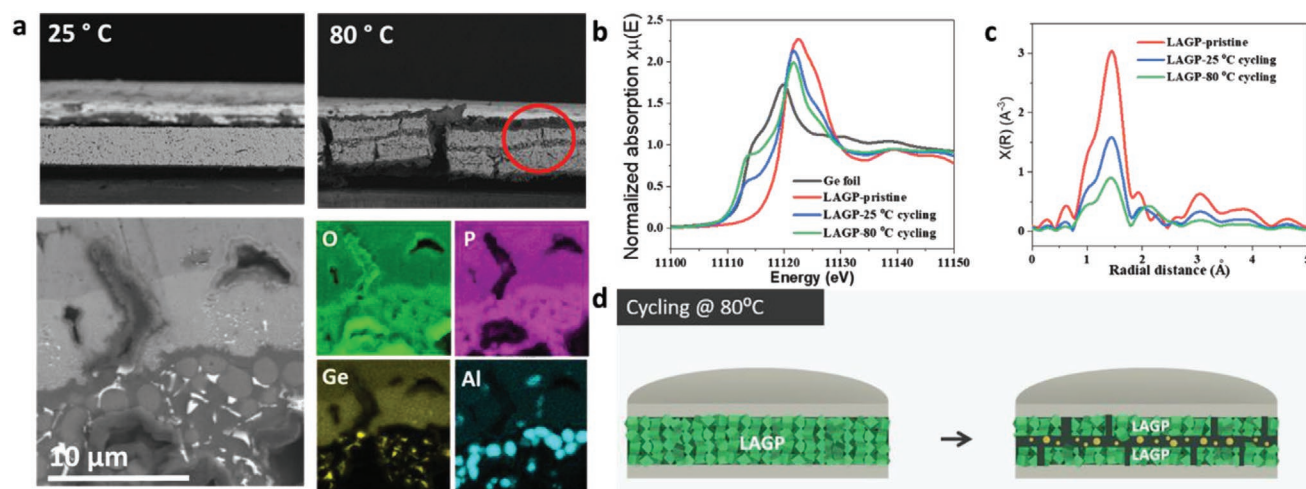 a
25 ° C
80 ° C
10 µm
O
P
Ge
Al
b
Normalized absorption xµ(E)
2.5
2.0
1.5
1.0
0.5
0.0
Ge foil
LAGP-pristine
LAGP-25 °C cycling
LAGP-80 °C cycling
11100 11110 11120 11130 11140 11150
Energy (eV)
c
X(R) (A⁻³)
3
2
1
0
LAGP-pristine
LAGP-25 °C cycling
LAGP-80 °C cycling
0 1 2 3 4 5
Radial distance (Å)
d
Cycling @ 80°C
LAGP
LAGP
LAGP